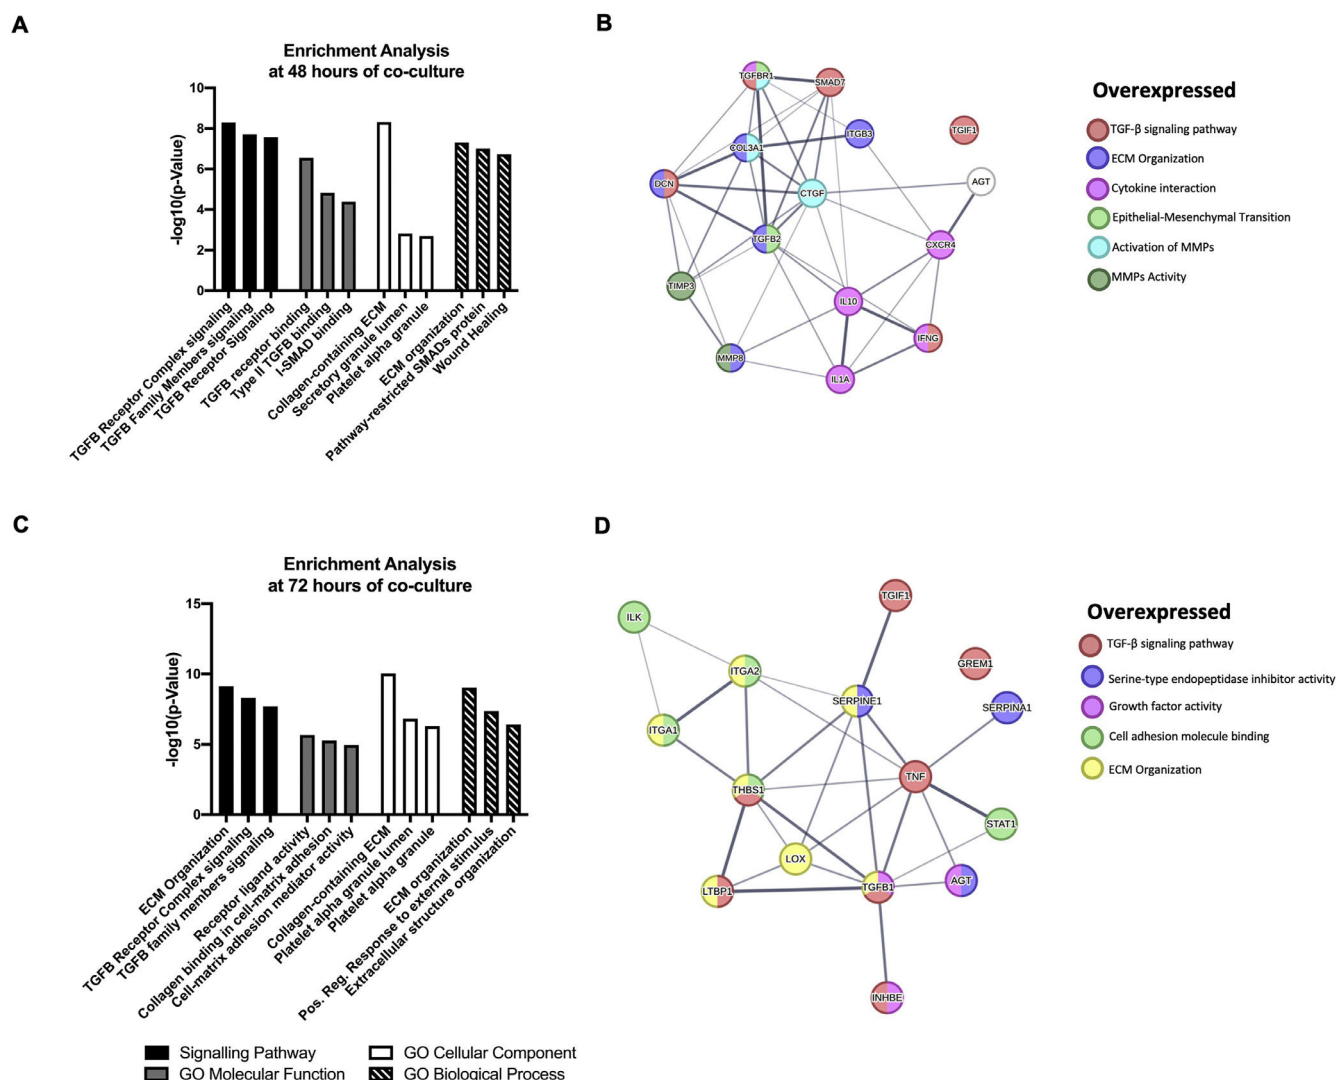 A
Enrichment Analysis
at 48 hours of co-culture
-log10(p-Value)
10
8
6
4
2
0
TGFB Receptor Complex signaling
TGFB Family Members signaling
TGFB Receptor Signaling
TGFB receptor binding
Type II TGFB binding
I-SMAD binding
Collagen-containing ECM
Secretory granule lumen
Platelet alpha granule
ECM organization
Pathway-restricted SMADs protein
Wound Healing
B
TGFBR1
SMAD7
ITGB3
TGIF1
COL3A1
DCN
CTGF
AGT
TGFB2
CXCR4
TIMP3
IL10
IFNG
MMP8
IL1A
Overexpressed
TGF-β signaling pathway
ECM Organization
Cytokine interaction
Epithelial-Mesenchymal Transition
Activation of MMPs
MMPs Activity
C
Enrichment Analysis
at 72 hours of co-culture
-log10(p-Value)
15
10
5
0
ECM Organization
TGFB Receptor Complex signaling
TGFB family members signaling
Receptor ligand activity
Collagen binding in cell-matrix adhesion
Cell-matrix adhesion mediator activity
Collagen-containing ECM
Platelet alpha granule lumen
Platelet alpha granule
ECM organization
Pos. Reg. Response to external stimulus
Extracellular structure organization
Signalling Pathway
GO Molecular Function
GO Cellular Component
GO Biological Process
D
TGIF1
ILK
GREM1
ITGA2
SERPINE1
SERPINA1
ITGA1
TNF
THBS1
STAT1
LOX
LTBP1
TGFB1
AGT
INHBE
Overexpressed
TGF-β signaling pathway
Serine-type endopeptidase inhibitor activity
Growth factor activity
Cell adhesion molecule binding
ECM Organization